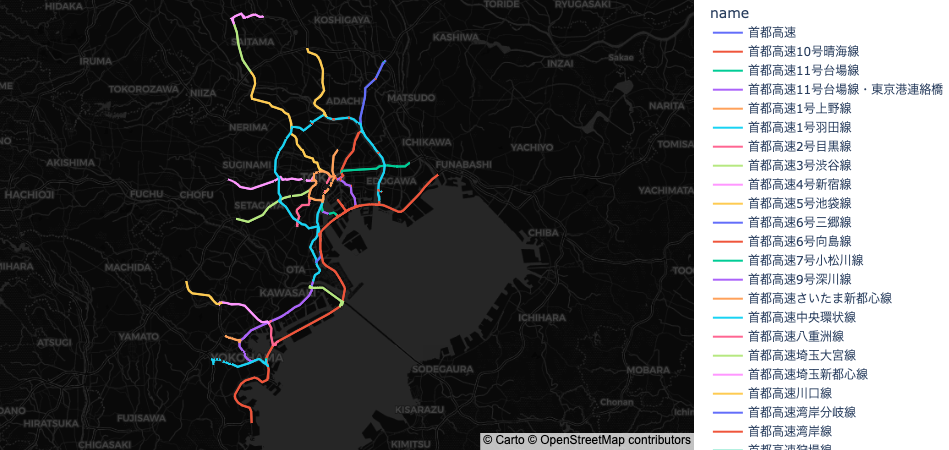 HIDAKA
KOSHIGAYA
TORIDE
RYUGASAKI
SAITAMA
KASHIWA
IRUMA
INZAI
Sakae
TOKOROZAWA
NIIZA
ADACHI
MATSUDO
NARITA
NERIMA
ICHIKAWA
YACHIYO
TOMISA
AKISHIMA
SUGINAMI
FUNABASHI
EDOGAWA
HACHIOJI
FUCHU
CHOFU
YACHIMATA
SETAGA
CHIBA
MIHARA
MACHIDA
OTA
KAWASAKI
ICHIHARA
ATSUGI
YAMATO
YOKOHAMA
SODEGAURA
MOBARA
Chonan
Ichin
DANO
HIRATSUKA
FUJISAWA
KISARAZU
CHIGASAKI
KIMITSU
© Carto © OpenStreetMap contributors
name
首都高速
首都高速10号晴海線
首都高速11号台場線
首都高速11号台場線・東京港連絡橋
首都高速1号上野線
首都高速1号羽田線
首都高速2号目黒線
首都高速3号渋谷線
首都高速4号新宿線
首都高速5号池袋線
首都高速6号三郷線
首都高速6号向島線
首都高速7号小松川線
首都高速9号深川線
首都高速さいたま新都心線
首都高速中央環状線
首都高速八重洲線
首都高速埼玉大宮線
首都高速埼玉新都心線
首都高速川口線
首都高速湾岸分岐線
首都高速湾岸線